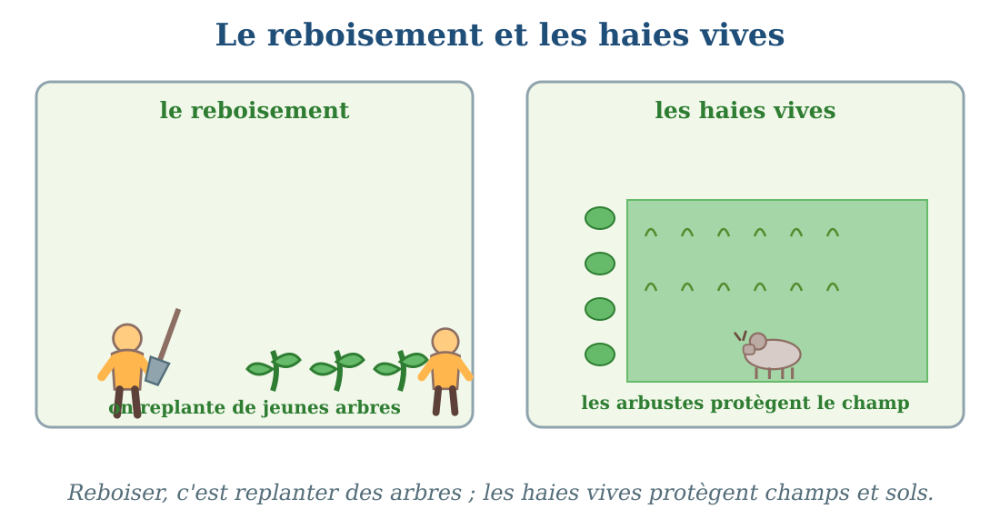 Le reboisement et les haies vives
le reboisement
on replante de jeunes arbres
les haies vives
les arbustes protègent le champ
Reboiser, c'est replanter des arbres ; les haies vives protègent champs et sols.